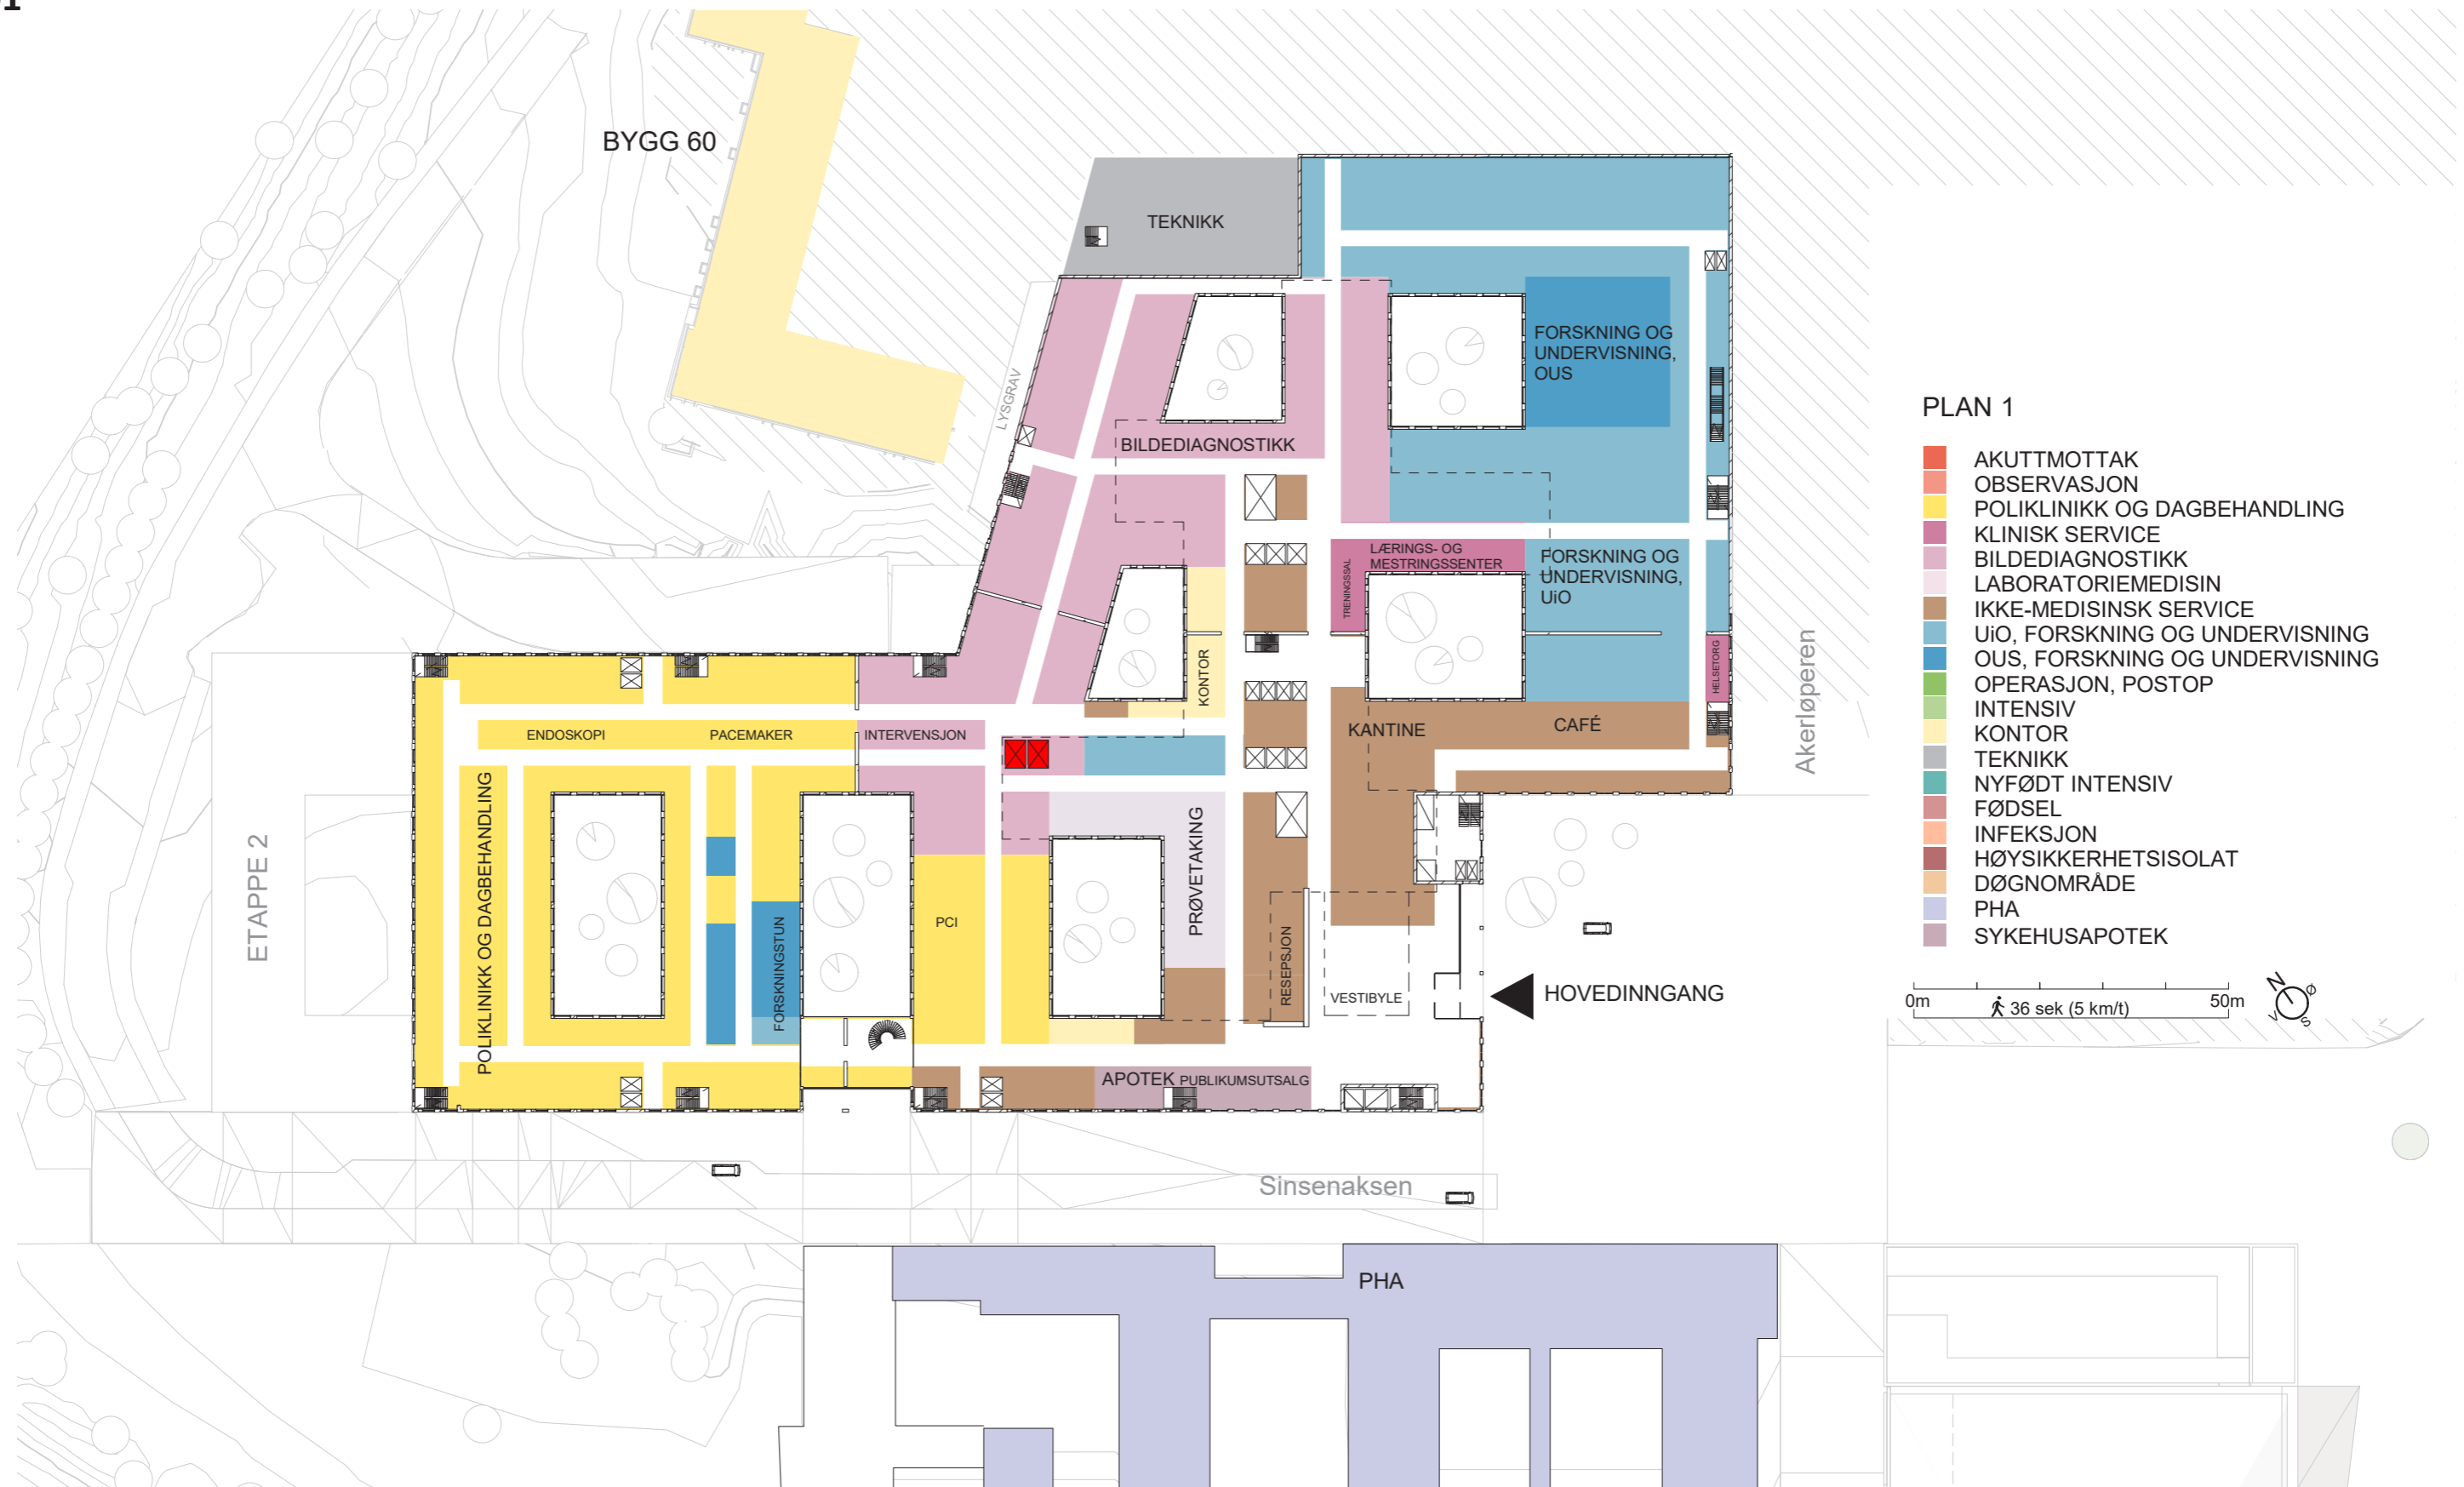 BYGG 60
TEKNIKK
LYSGRAV
BILDEDIAGNOSTIKK
FORSKNING OG
UNDERVISNING,
OUS
TRENINGSSAL
LÆRINGS- OG
MESTRINGSSENTER
FORSKNING OG
UNDERVISNING,
UiO
KONTOR
HELSETORG
Akerløperen
ENDOSKOPI
PACEMAKER
INTERVENSJON
KANTINE
CAFÉ
ETAPPE 2
POLIKLINIKK OG DAGBEHANDLING
FORSKNINGSTUN
PCI
PRØVETAKING
RESEPSJON
VESTIBYLE
HOVEDINNGANG
APOTEK PUBLIKUMSUTSALG
Sinsenaksen
PHA
PLAN 1
AKUTTMOTTAK
OBSERVASJON
POLIKLINIKK OG DAGBEHANDLING
KLINISK SERVICE
BILDEDIAGNOSTIKK
LABORATORIEMEDISIN
IKKE-MEDISINSK SERVICE
UiO, FORSKNING OG UNDERVISNING
OUS, FORSKNING OG UNDERVISNING
OPERASJON, POSTOP
INTENSIV
KONTOR
TEKNIKK
NYFØDT INTENSIV
FØDSEL
INFEKSJON
HØYSIKKERHETSISOLAT
DØGNOMRÅDE
PHA
SYKEHUSAPOTEK
0m 50m
36 sek (5 km/t)
N
Ø
V
S